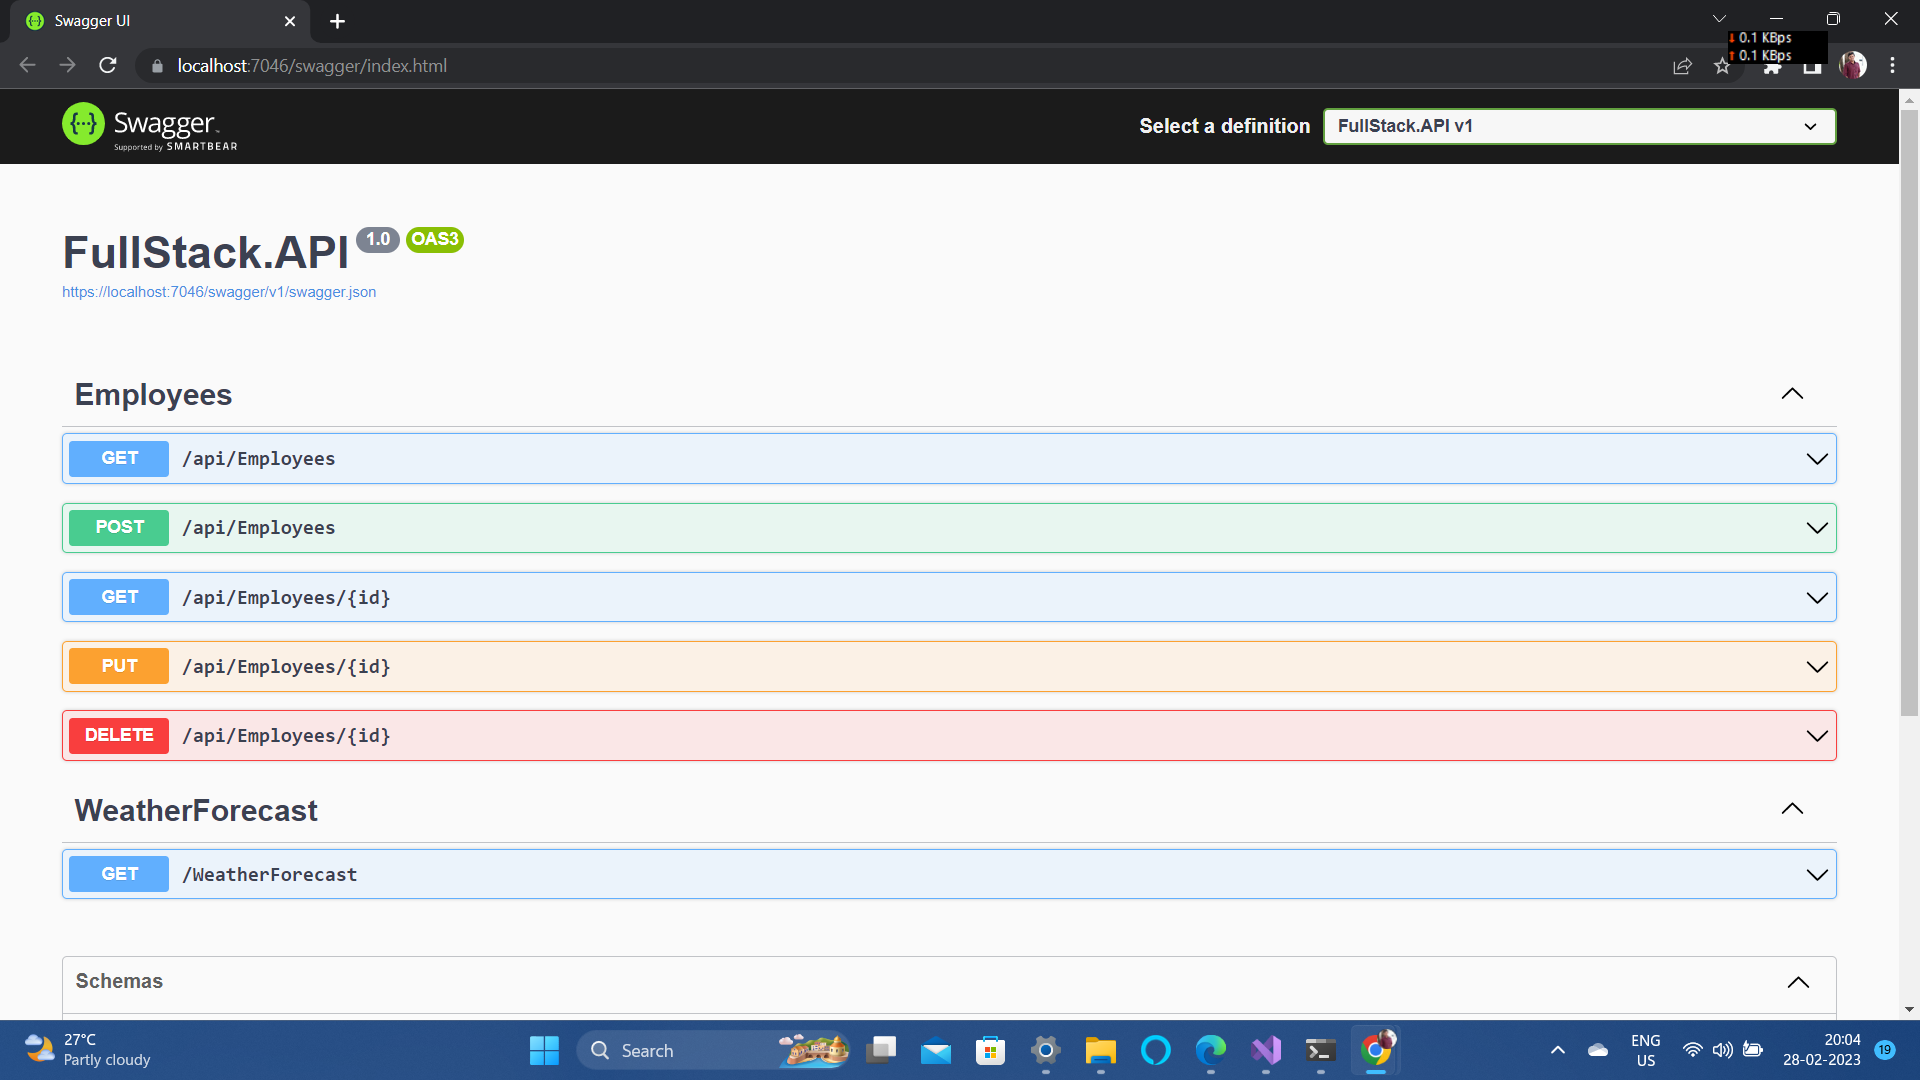 Swagger UI
0.1 KBps
0.1 KBps
localhost:7046/swagger/index.html
Swagger
Supported by SMARTBEAR
Select a definition
FullStack.API v1
FullStack.API 1.0 OAS3
https://localhost:7046/swagger/v1/swagger.json
Employees
GET /api/Employees
POST /api/Employees
GET /api/Employees/{id}
PUT /api/Employees/{id}
DELETE /api/Employees/{id}
WeatherForecast
GET /WeatherForecast
Schemas
27°C
Partly cloudy
Search
ENG
US
20:04
28-02-2023
19